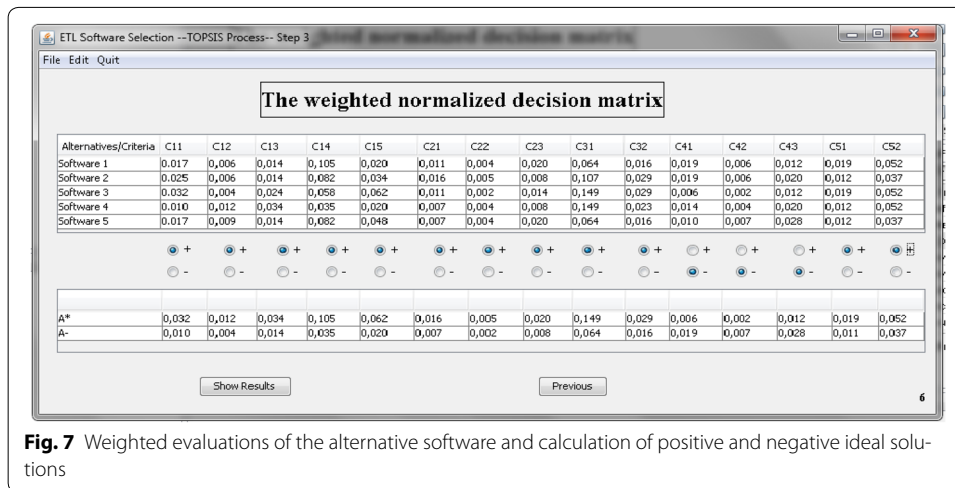 ETL Software Selection --TOPSIS Process-- Step 3
File Edit Quit
The weighted normalized decision matrix
Alternatives/Criteria C11 C12 C13 C14 C15 C21 C22 C23 C31 C32 C41 C42 C43 C51 C52
Software 1 0.017 0,006 0,014 0,105 0,020 0,011 0,004 0,020 0,064 0,016 0,019 0,006 0,012 0,019 0,052
Software 2 0.025 0,006 0,014 0,082 0,034 0,016 0,005 0,008 0,107 0,029 0,019 0,006 0,020 0,012 0,037
Software 3 0.032 0,004 0,024 0,058 0,062 0,011 0,002 0,014 0,149 0,029 0,006 0,002 0,012 0,019 0,052
Software 4 0.010 0,012 0,034 0,035 0,020 0,007 0,004 0,008 0,149 0,023 0,014 0,004 0,020 0,012 0,052
Software 5 0.017 0,009 0,014 0,082 0,048 0,007 0,004 0,020 0,064 0,016 0,010 0,007 0,028 0,012 0,037
+ + + + + + + + + + + + + + +
- - - - - - - - - - - - - - -
A* 0,032 0,012 0,034 0,105 0,062 0,016 0,005 0,020 0,149 0,029 0,006 0,002 0,012 0,019 0,052
A- 0,010 0,004 0,014 0,035 0,020 0,007 0,002 0,008 0,064 0,016 0,019 0,007 0,028 0,011 0,037
Show Results Previous
6
Fig. 7 Weighted evaluations of the alternative software and calculation of positive and negative ideal solu-
tions